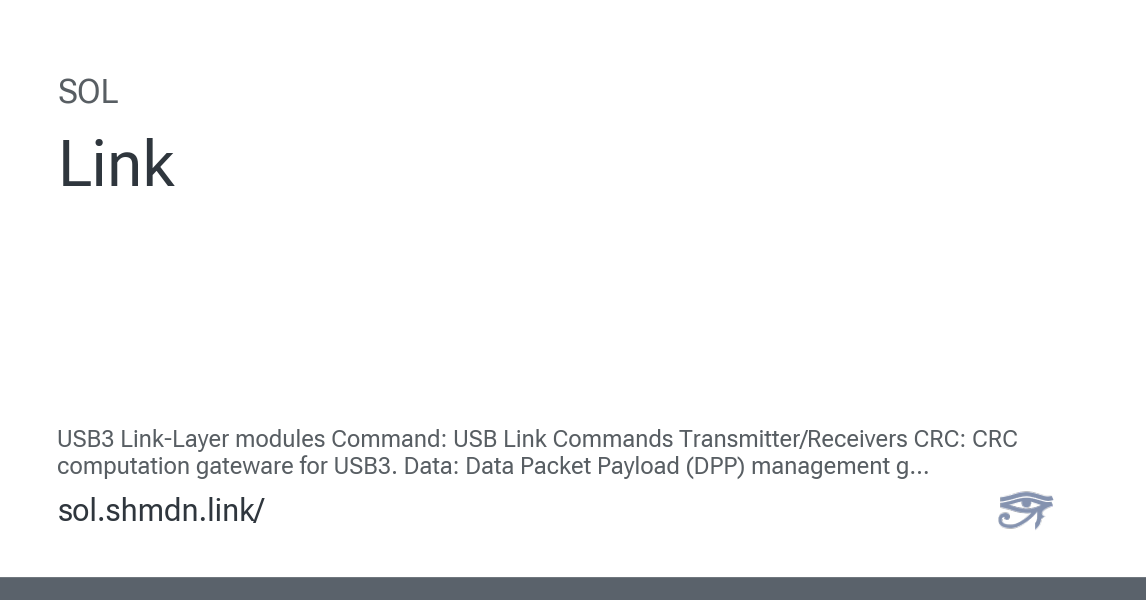 SOL
Link
USB3 Link-Layer modules Command: USB Link Commands Transmitter/Receivers CRC: CRC
computation gateware for USB3. Data: Data Packet Payload (DPP) management g...
sol.shmdn.link/